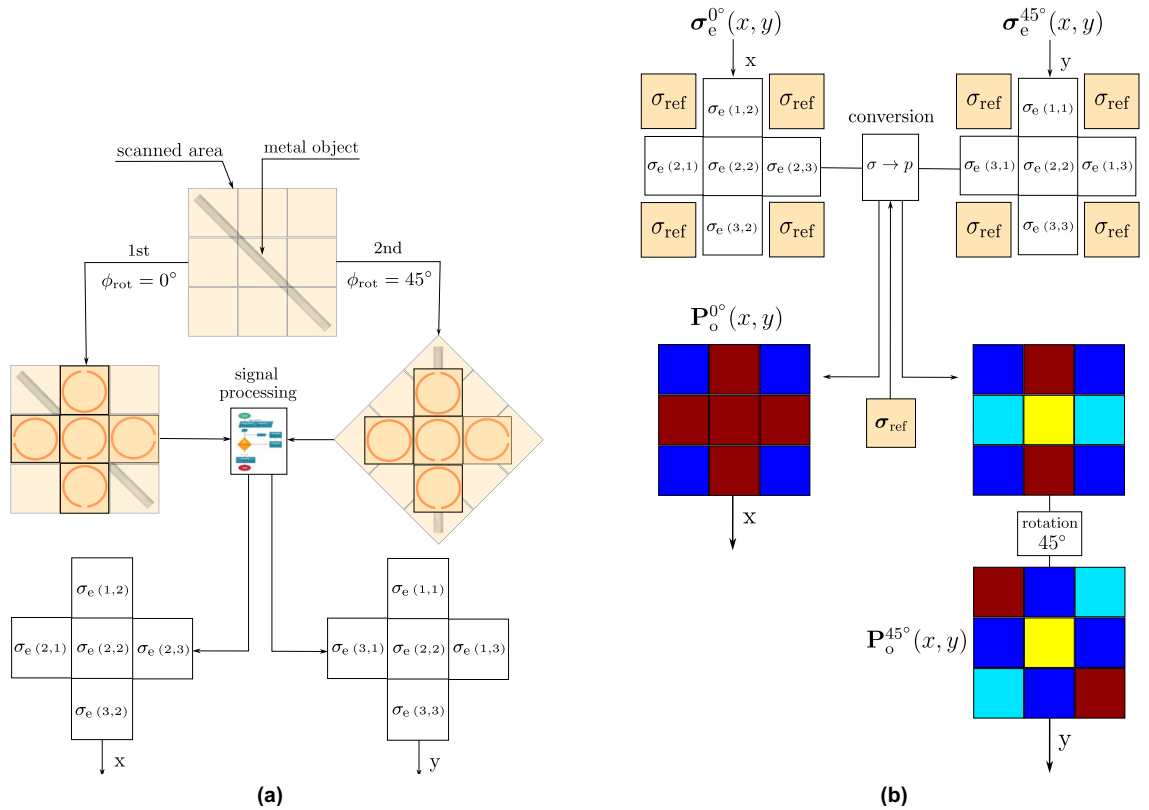 scanned area
metal object
1st
ϕrot = 0°
2nd
ϕrot = 45°
signal
processing
σe (1,2)
σe (2,1) σe (2,2) σe (2,3)
σe (3,2)
x
σe (1,1)
σe (3,1) σe (2,2) σe (1,3)
σe (3,3)
y
(a)
σe0°(x, y)
x
σref σe (1,2) σref
σe (2,1) σe (2,2) σe (2,3)
σref σe (3,2) σref
conversion
σ → p
σe45°(x, y)
y
σref σe (1,1) σref
σe (3,1) σe (2,2) σe (1,3)
σref σe (3,3) σref
Po0°(x, y)
σref
x
rotation
45°
Po45°(x, y)
y
(b)